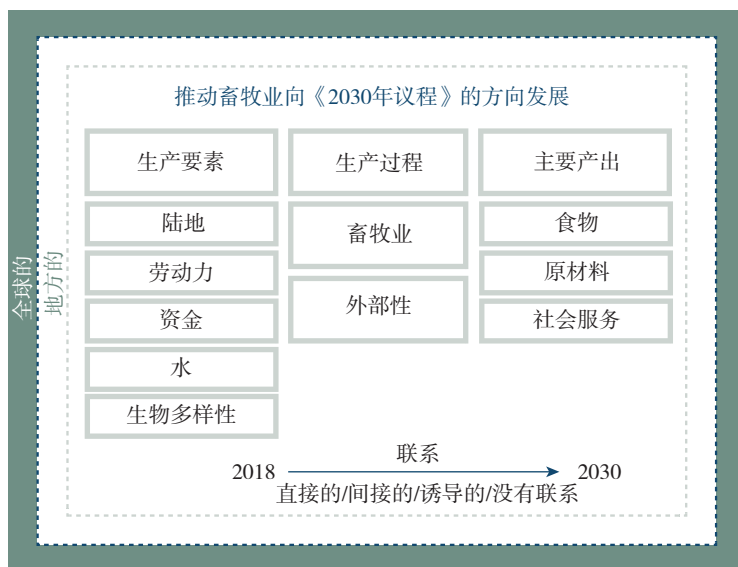 推动畜牧业向《2030年议程》的方向发展
生产要素
陆地
劳动力
资金
水
生物多样性
生产过程
畜牧业
外部性
主要产出
食物
原材料
社会服务
全球的
地方的
联系
2018
2030
直接的/间接的/诱导的/没有联系